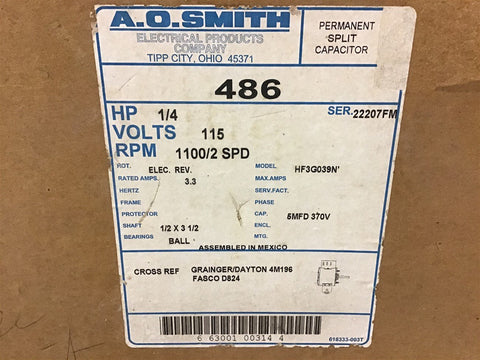 A.O.SMITH
ELECTRICAL PRODUCTS
COMPANY
TIPP CITY, OHIO 45371
PERMANENT
SPLIT
CAPACITOR
486
HP 1/4 SER. 22207FM
VOLTS 115
RPM 1100/2 SPD
ROT. ELEC. REV. MODEL HF3G039N'
RATED AMPS. 3.3 MAX.AMPS
HERTZ SERV.FACT.
FRAME PHASE
PROTECTOR CAP. 5MFD 370V
SHAFT 1/2 X 3 1/2 ENCL.
BEARINGS BALL MTG.
ASSEMBLED IN MEXICO
CROSS REF GRAINGER/DAYTON 4M196
FASCO D824
6 63001 00314 4
016333-003T